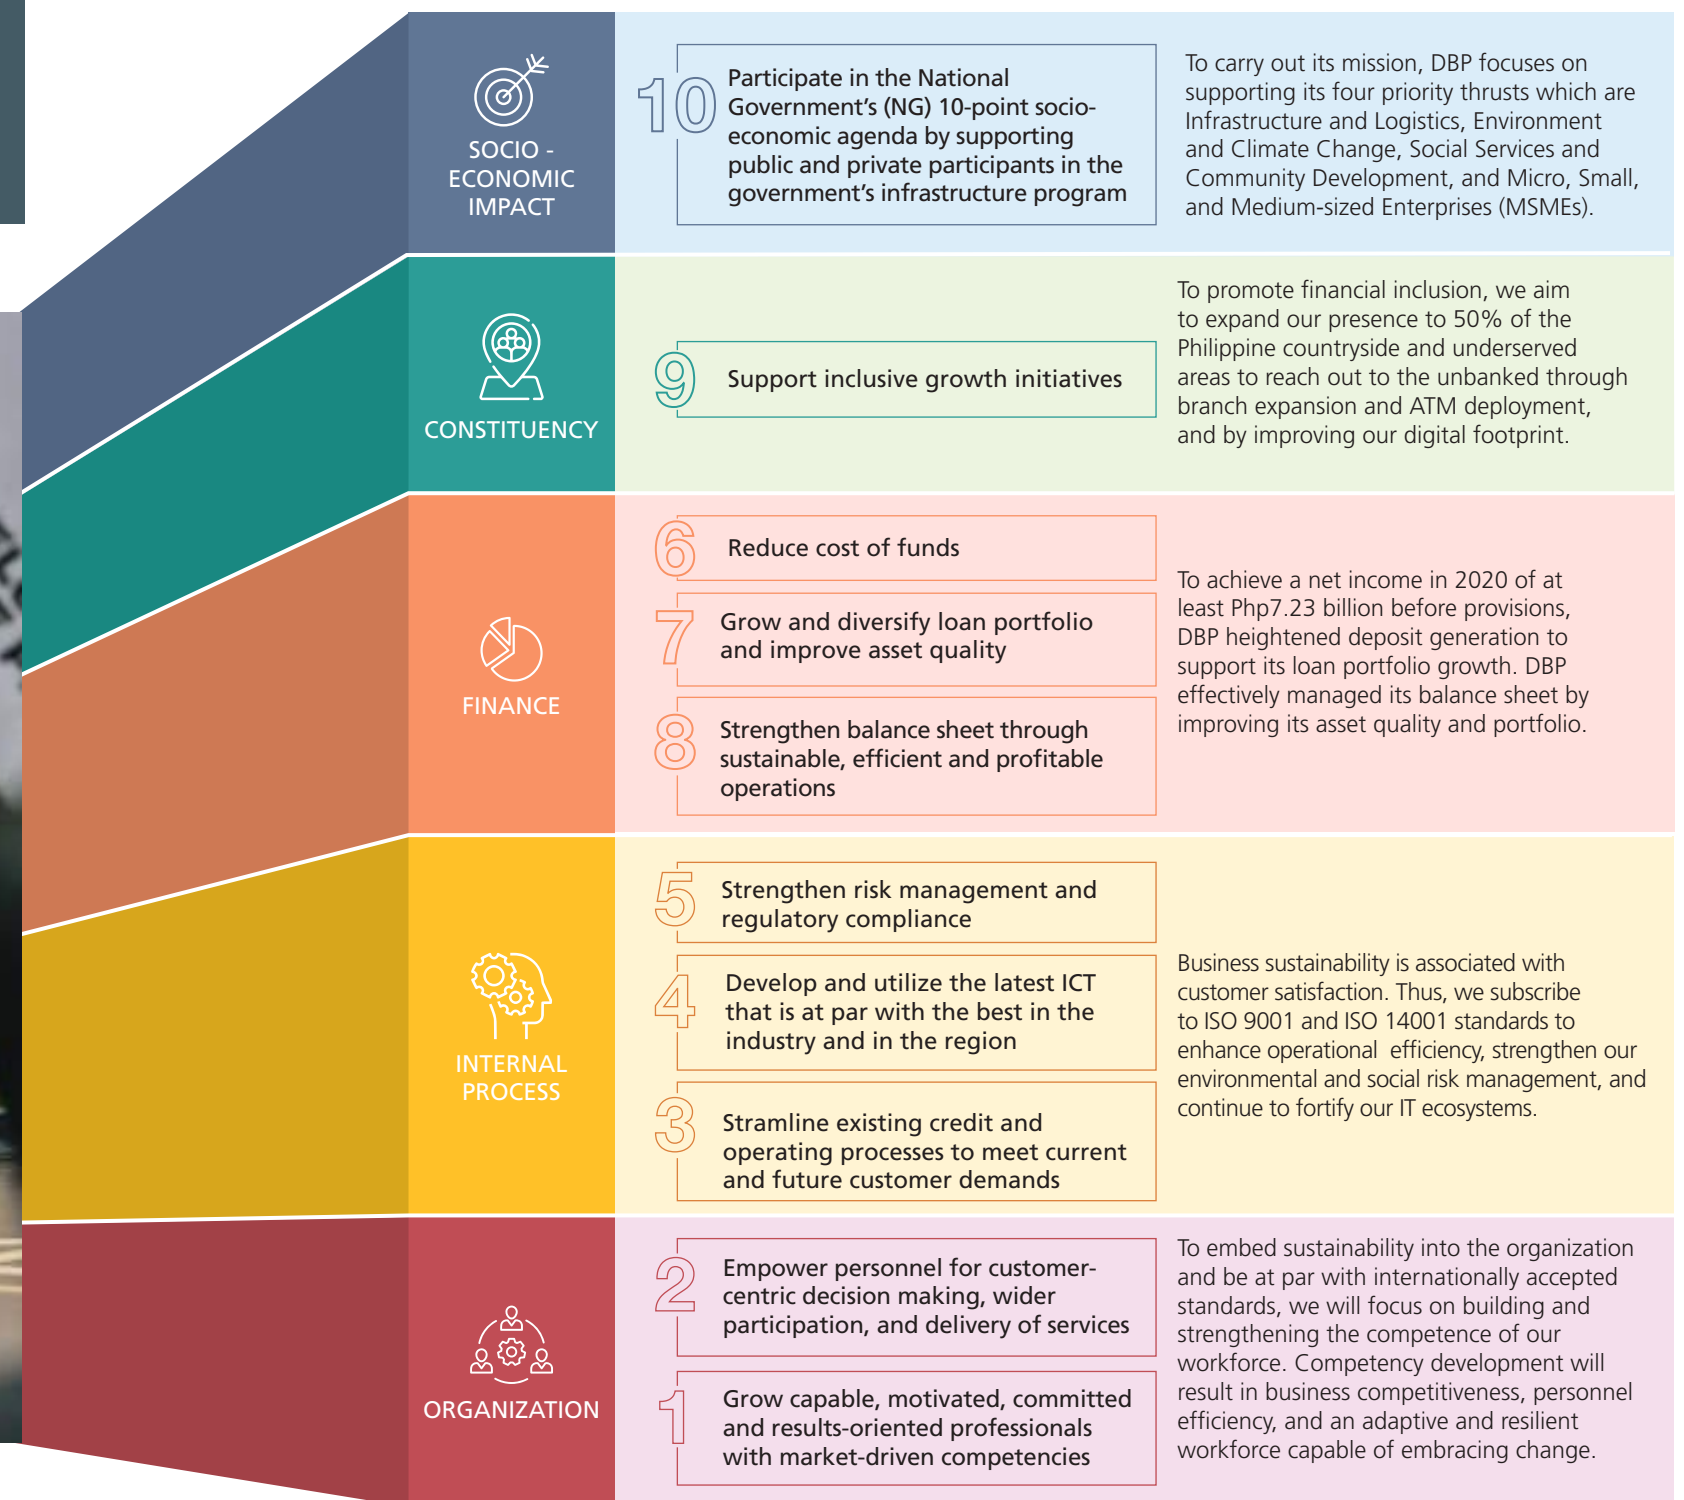 SOCIO -
ECONOMIC
IMPACT
10
Participate in the National
Government's (NG) 10-point socio-
economic agenda by supporting
public and private participants in the
government's infrastructure program
To carry out its mission, DBP focuses on
supporting its four priority thrusts which are
Infrastructure and Logistics, Environment
and Climate Change, Social Services and
Community Development, and Micro, Small,
and Medium-sized Enterprises (MSMEs).
CONSTITUENCY
9
Support inclusive growth initiatives
To promote financial inclusion, we aim
to expand our presence to 50% of the
Philippine countryside and underserved
areas to reach out to the unbanked through
branch expansion and ATM deployment,
and by improving our digital footprint.
FINANCE
6
Reduce cost of funds
7
Grow and diversify loan portfolio
and improve asset quality
8
Strengthen balance sheet through
sustainable, efficient and profitable
operations
To achieve a net income in 2020 of at
least Php7.23 billion before provisions,
DBP heightened deposit generation to
support its loan portfolio growth. DBP
effectively managed its balance sheet by
improving its asset quality and portfolio.
INTERNAL
PROCESS
5
Strengthen risk management and
regulatory compliance
4
Develop and utilize the latest ICT
that is at par with the best in the
industry and in the region
3
Stramline existing credit and
operating processes to meet current
and future customer demands
Business sustainability is associated with
customer satisfaction. Thus, we subscribe
to ISO 9001 and ISO 14001 standards to
enhance operational efficiency, strengthen our
environmental and social risk management, and
continue to fortify our IT ecosystems.
ORGANIZATION
2
Empower personnel for customer-
centric decision making, wider
participation, and delivery of services
1
Grow capable, motivated, committed
and results-oriented professionals
with market-driven competencies
To embed sustainability into the organization
and be at par with internationally accepted
standards, we will focus on building and
strengthening the competence of our
workforce. Competency development will
result in business competitiveness, personnel
efficiency, and an adaptive and resilient
workforce capable of embracing change.